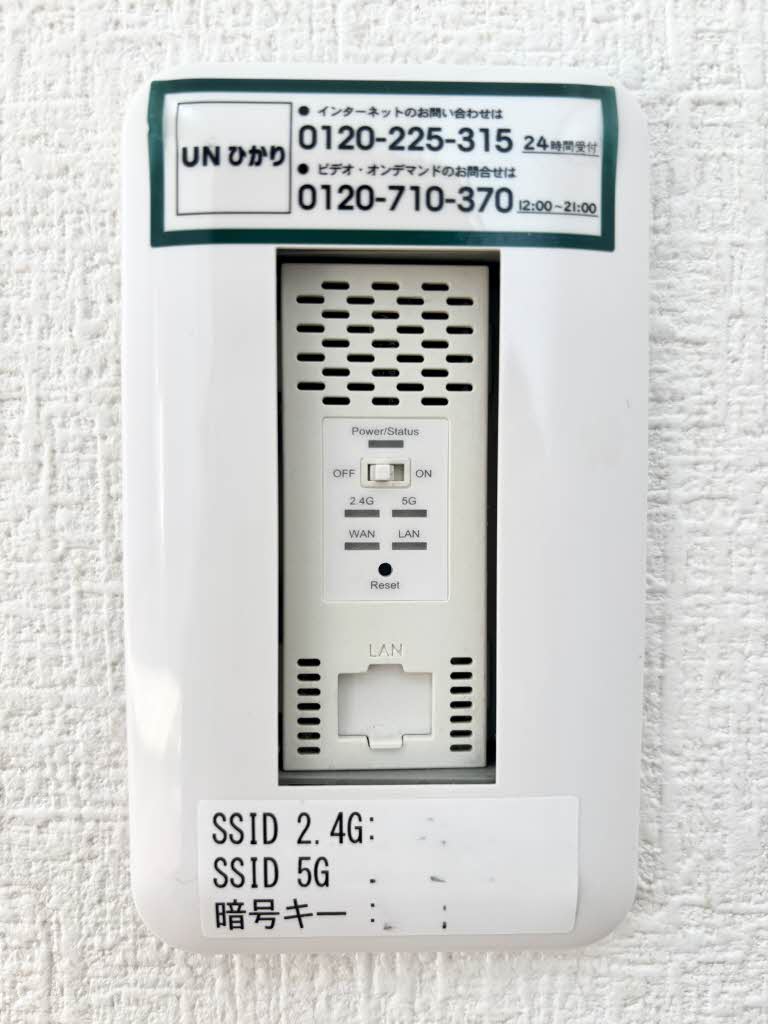 UN ひかり
● インターネットのお問い合わせは
0120-225-315 24時間受付
● ビデオ・オンデマンドのお問合せは
0120-710-370 12:00~21:00
Power/Status
OFF ON
2.4G 5G
WAN LAN
Reset
LAN
SSID 2.4G:
SSID 5G
暗号キー :